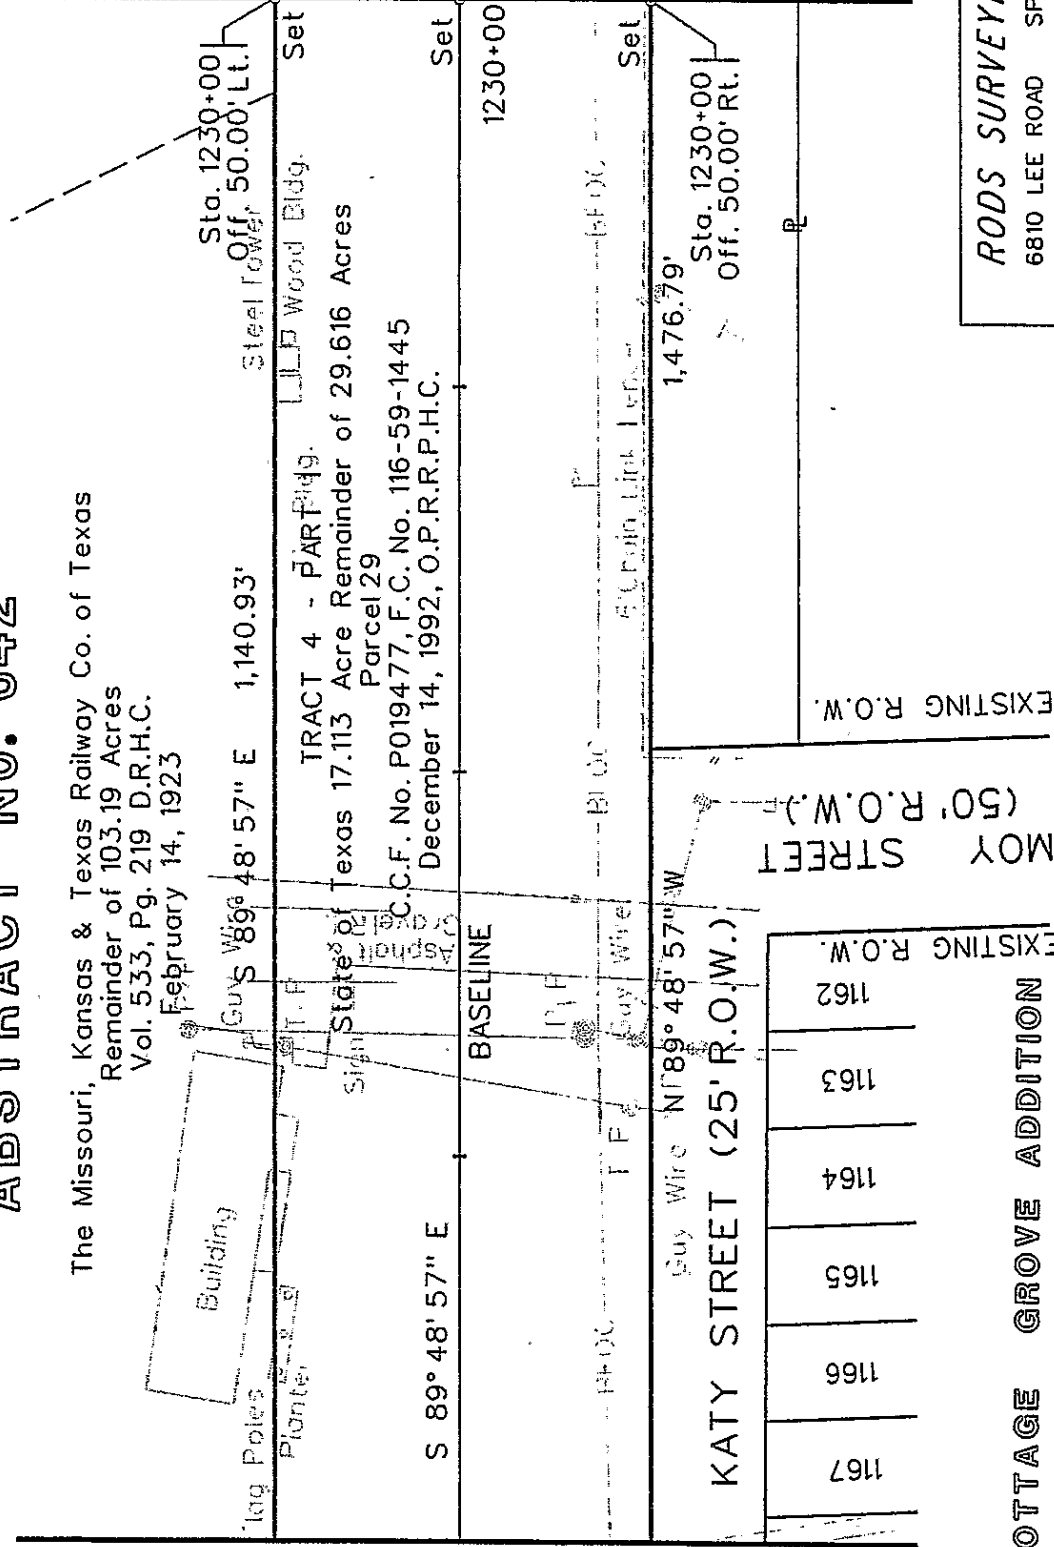 ABSTRACT NO. 642
The Missouri, Kansas & Texas Railway Co. of Texas
Remainder of 103.19 Acres
Vol. 533, Pg. 219 D.R.H.C.
February 14, 1923
Sta. 1230+00
Off. 50.00' Lt.
Set
Steel Tower
Guy Wire
S 89° 48' 57" E 1,140.93'
Wood Bldg.
Bldg.
Building
Flag Poles
Planter
Sign
T.P.
TRACT 4 - PART
State of Texas 17.113 Acre Remainder of 29.616 Acres
Parcel 29
C.C.F. No. P019477, F.C. No. 116-59-1445
December 14, 1992, O.P.R.R.P.H.C.
Asphalt
Gravel
Set
1230+00
BASELINE
S 89° 48' 57" E
Guy Wire
Guy Wire
Chain Link Fence
Set
Sta. 1230+00
Off. 50.00' Rt.
1,476.79'
N 89° 48' 57" W
KATY STREET (25' R.O.W.)
MOY STREET
(50' R.O.W.)
EXISTING R.O.W.
EXISTING R.O.W.
1162
1163
1164
1165
1166
1167
OTTAGE GROVE ADDITION
RODS SURVEY
6810 LEE ROAD SP